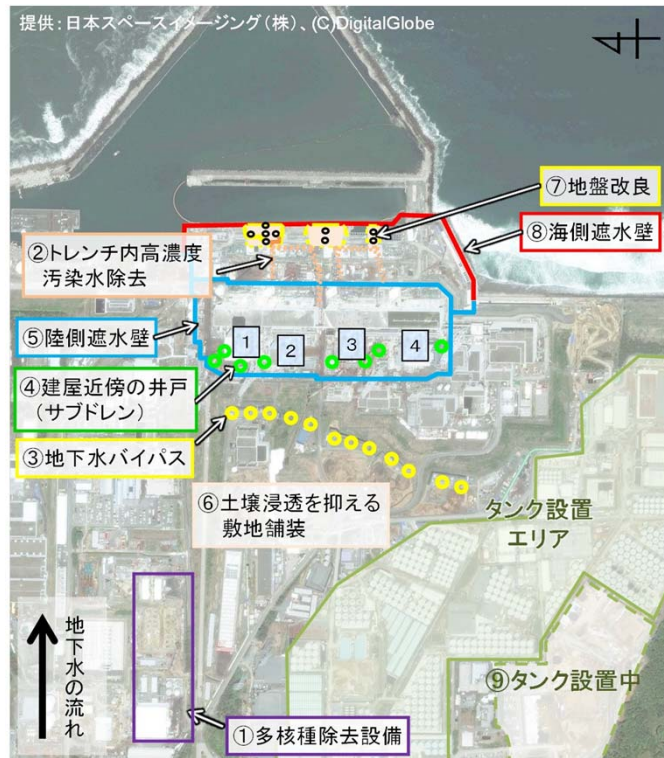 提供：日本スペースイメージング（株）、(C)DigitalGlobe
⑦地盤改良
⑧海側遮水壁
②トレンチ内高濃度
汚染水除去
⑤陸側遮水壁
1
2
3
4
④建屋近傍の井戸
（サブドレン）
③地下水バイパス
⑥土壌浸透を抑える
敷地舗装
タンク設置
エリア
地下水の流れ
⑨タンク設置中
①多核種除去設備